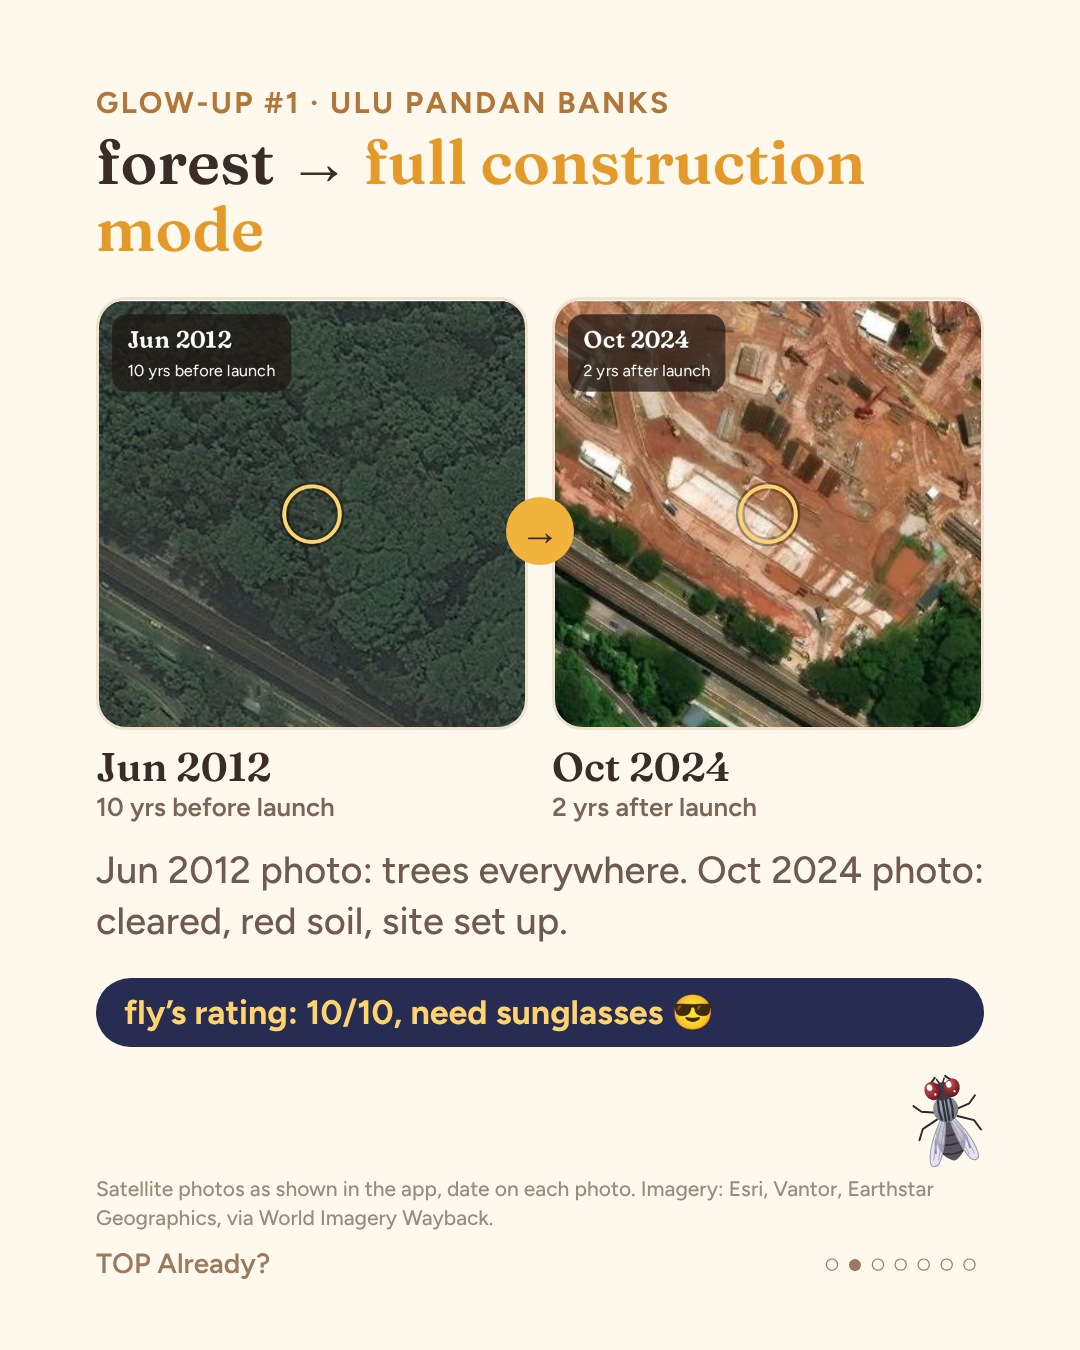 GLOW-UP #1 · ULU PANDAN BANKS
forest → full construction
mode
Jun 2012
10 yrs before launch
Oct 2024
2 yrs after launch
→
Jun 2012
10 yrs before launch
Oct 2024
2 yrs after launch
Jun 2012 photo: trees everywhere. Oct 2024 photo:
cleared, red soil, site set up.
fly’s rating: 10/10, need sunglasses 😎
Satellite photos as shown in the app, date on each photo. Imagery: Esri, Vantor, Earthstar
Geographics, via World Imagery Wayback.
TOP Already?